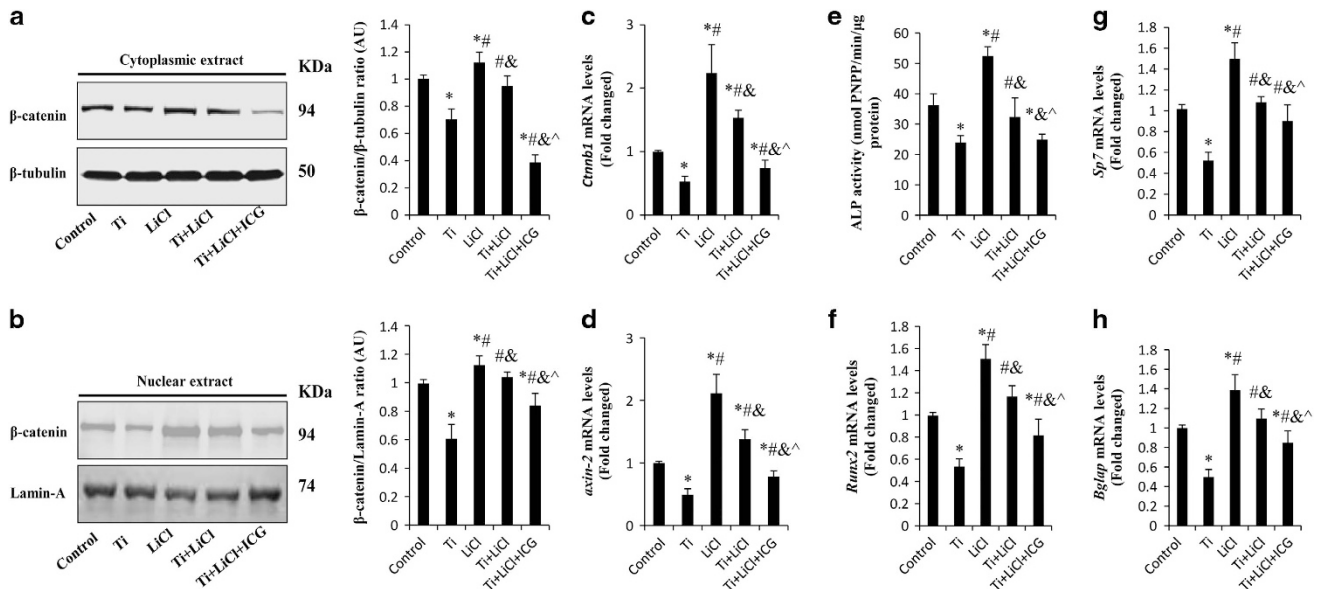 a
Cytoplasmic extract
KDa
β-catenin
94
β-tubulin
50
Control
Ti
LiCl
Ti+LiCl
Ti+LiCl+ICG
β-catenin/β-tubulin ratio (AU)
1.4
1.2
1
0.8
0.6
0.4
0.2
0
*
*#
#&
*#&^
Control
Ti
LiCl
Ti+LiCl
Ti+LiCl+ICG
c
Ctnnb1 mRNA levels
(Fold changed)
3
2
1
0
*
*#
*#&
*#&^
Control
Ti
LiCl
Ti+LiCl
Ti+LiCl+ICG
e
ALP activity (nmol PNPP/min/µg
protein)
60
50
40
30
20
10
0
*
*#
#&
*&^
Control
Ti
LiCl
Ti+LiCl
Ti+LiCl+ICG
g
Sp7 mRNA levels
(Fold changed)
1.8
1.6
1.4
1.2
1
0.8
0.6
0.4
0.2
0
*
*#
#&
#&^
Control
Ti
LiCl
Ti+LiCl
Ti+LiCl+ICG
b
Nuclear extract
KDa
β-catenin
94
Lamin-A
74
Control
Ti
LiCl
Ti+LiCl
Ti+LiCl+ICG
β-catenin/Lamin-A ratio (AU)
1.4
1.2
1
0.8
0.6
0.4
0.2
0
*
*#
#&
*#&^
Control
Ti
LiCl
Ti+LiCl
Ti+LiCl+ICG
d
axin-2 mRNA levels
(Fold changed)
3
2
1
0
*
*#
*#&
*#&^
Control
Ti
LiCl
Ti+LiCl
Ti+LiCl+ICG
f
Runx2 mRNA levels
(Fold changed)
1.8
1.6
1.4
1.2
1
0.8
0.6
0.4
0.2
0
*
*#
#&
*#&^
Control
Ti
LiCl
Ti+LiCl
Ti+LiCl+ICG
h
Bglap mRNA levels
(Fold changed)
1.8
1.6
1.4
1.2
1
0.8
0.6
0.4
0.2
0
*
*#
#&
*#&^
Control
Ti
LiCl
Ti+LiCl
Ti+LiCl+ICG